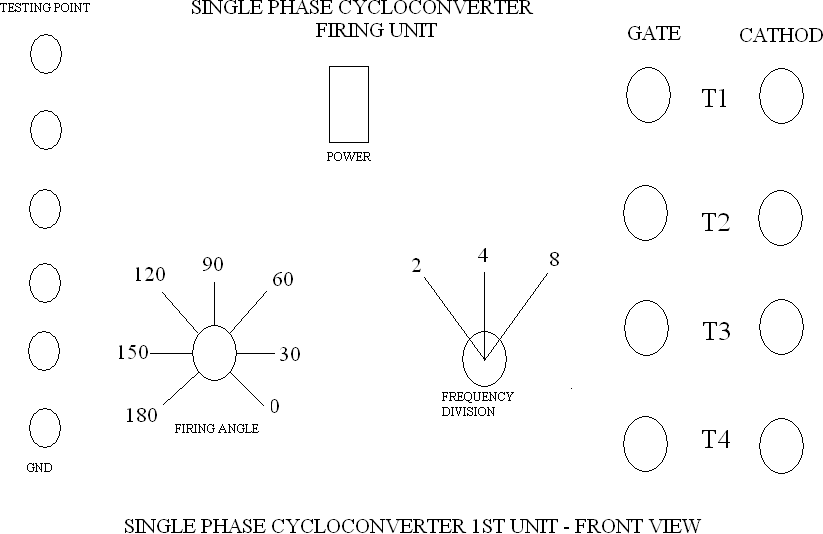 TESTING POINT
SINGLE PHASE CYCLOCONVERTER
FIRING UNIT
GATE
CATHOD
T1
POWER
T2
120
90
60
150
30
180
0
FIRING ANGLE
2
4
8
FREQUENCY
DIVISION
T3
T4
GND
SINGLE PHASE CYCLOCONVERTER 1ST UNIT - FRONT VIEW